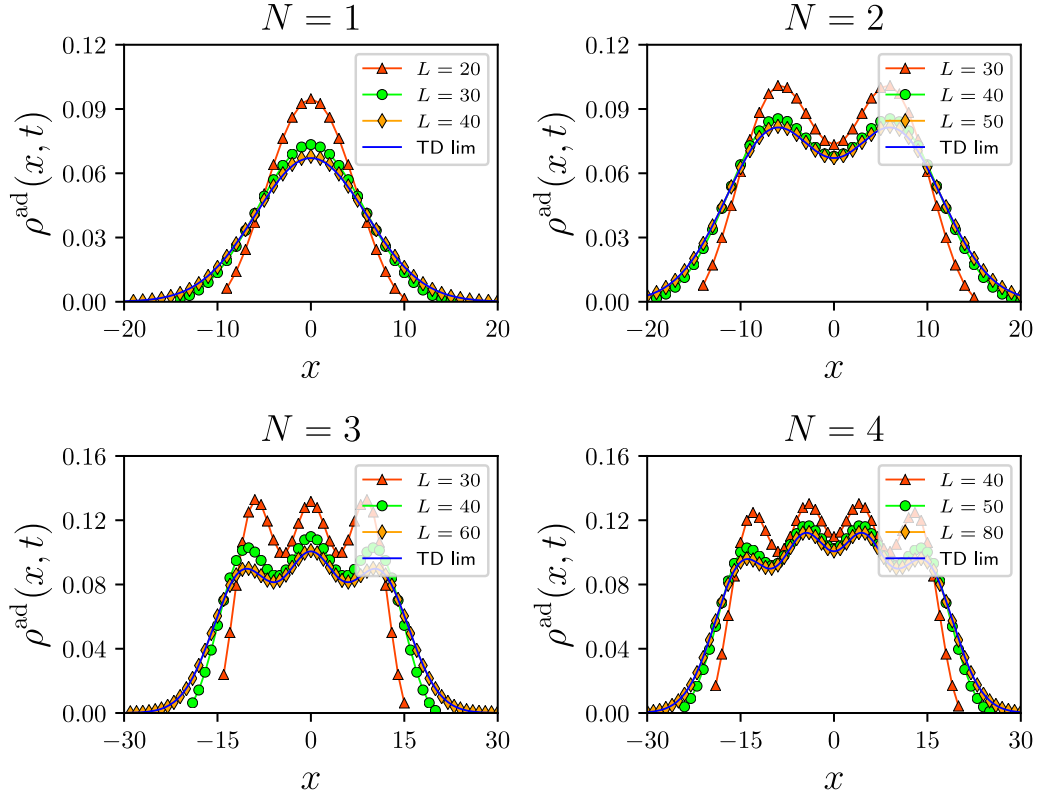 N = 1
0.12
0.09
0.06
0.03
0.00
ρ^ad(x, t)
L = 20
L = 30
L = 40
TD lim
−20
−10
0
10
20
x
N = 2
0.12
0.09
0.06
0.03
0.00
ρ^ad(x, t)
L = 30
L = 40
L = 50
TD lim
−20
−10
0
10
20
x
N = 3
0.16
0.12
0.08
0.04
0.00
ρ^ad(x, t)
L = 30
L = 40
L = 60
TD lim
−30
−15
0
15
30
x
N = 4
0.16
0.12
0.08
0.04
0.00
ρ^ad(x, t)
L = 40
L = 50
L = 80
TD lim
−30
−15
0
15
30
x